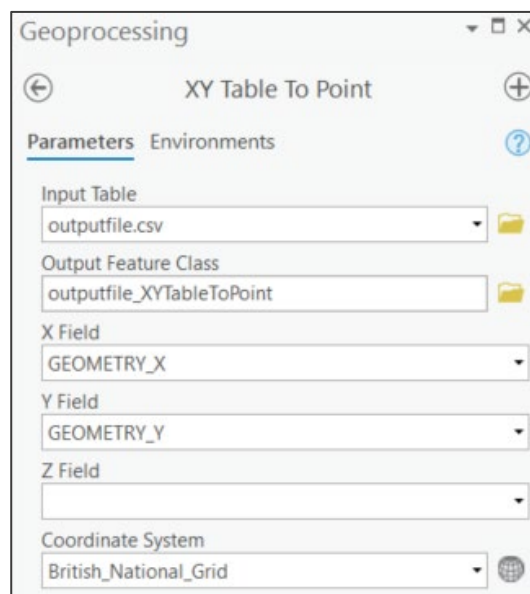 Geoprocessing
XY Table To Point
Parameters Environments
Input Table
outputfile.csv
Output Feature Class
outputfile_XYTableToPoint
X Field
GEOMETRY_X
Y Field
GEOMETRY_Y
Z Field
Coordinate System
British_National_Grid